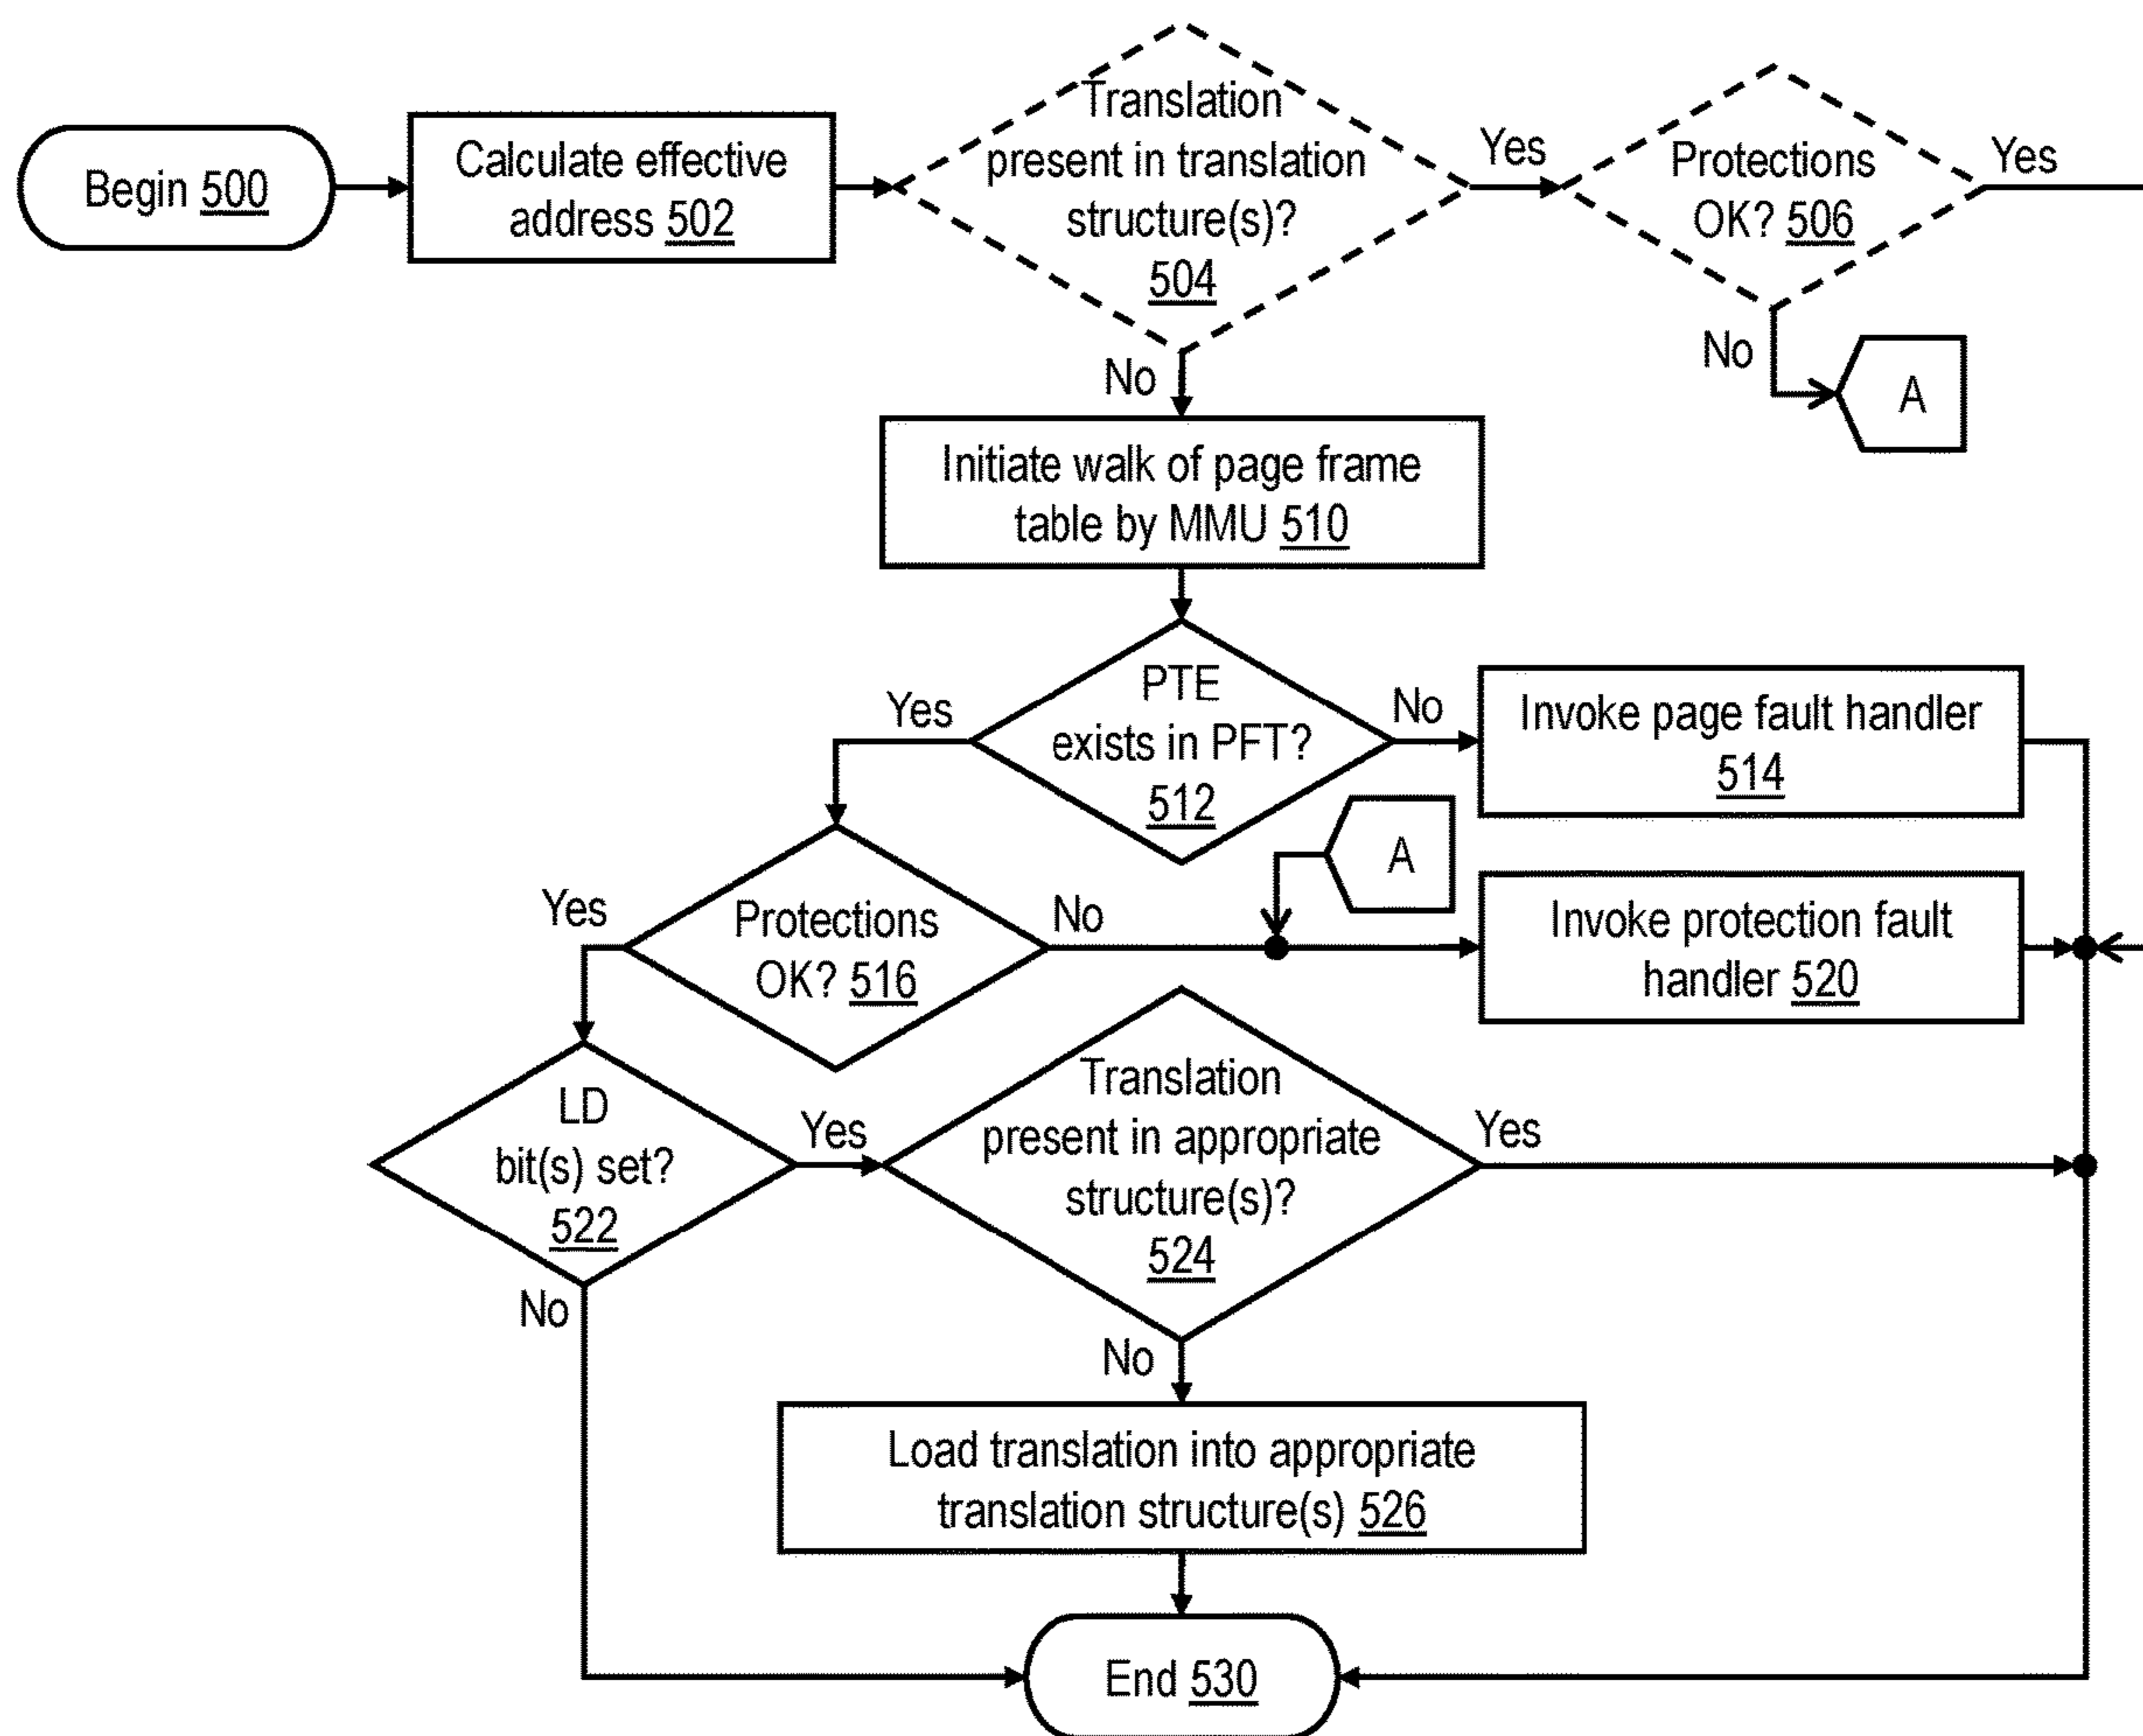 Begin 500
Calculate effective
address 502
Translation
present in translation
structure(s)?
504
Yes
Protections
OK? 506
Yes
No
No
A
Initiate walk of page frame
table by MMU 510
PTE
exists in PFT?
512
Yes
No
Invoke page fault handler
514
A
Protections
OK? 516
Yes
No
Invoke protection fault
handler 520
LD
bit(s) set?
522
Yes
No
Translation
present in appropriate
structure(s)?
524
Yes
No
Load translation into appropriate
translation structure(s) 526
End 530